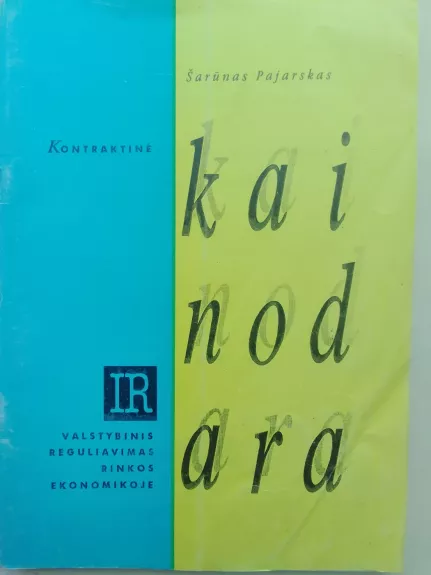 Šarūnas Pajarskas
KONTRAKTINĖ
kai
nod
ara
IR
VALSTYBINIS
REGULIAVIMAS
RINKOS
EKONOMIKOJE